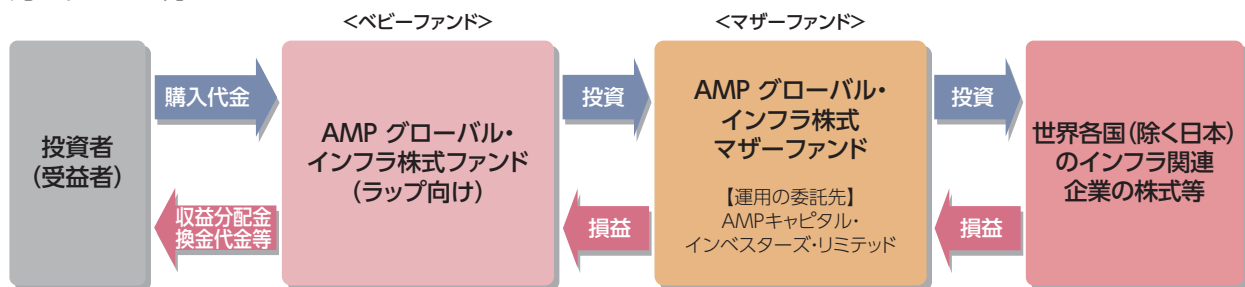 <ベビーファンド>
<マザーファンド>
投資者
(受益者)
購入代金
収益分配金
換金代金等
AMP グローバル・
インフラ株式ファンド
(ラップ向け)
投資
損益
AMP グローバル・
インフラ株式
マザーファンド
【運用の委託先】
AMPキャピタル・
インベスターズ・リミテッド
投資
損益
世界各国(除く日本)
のインフラ関連
企業の株式等